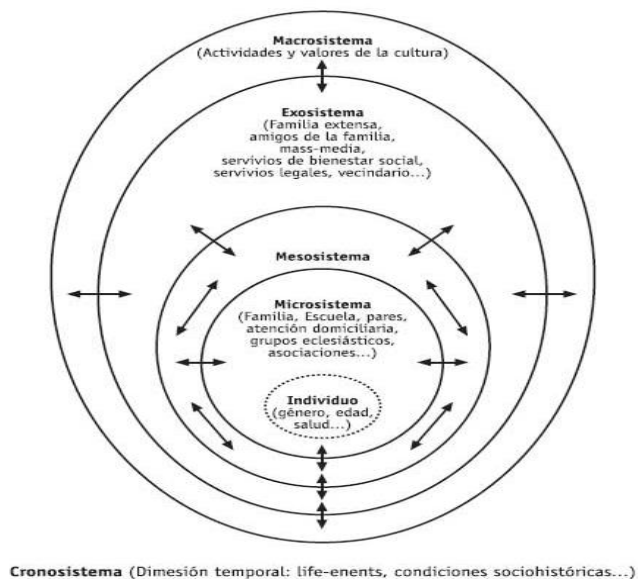 Macrosistema
(Actividades y valores de la cultura)
Exosistema
(Familia extensa,
amigos de la familia,
mass-media,
servivios de bienestar social,
servivios legales, vecindario...)
Mesosistema
Microsistema
(Familia, Escuela, pares,
atención domiciliaria,
grupos eclesiásticos,
asociaciones...)
Individuo
(género, edad,
salud...)
Cronosistema (Dimesión temporal: life-enents, condiciones sociohistóricas...)